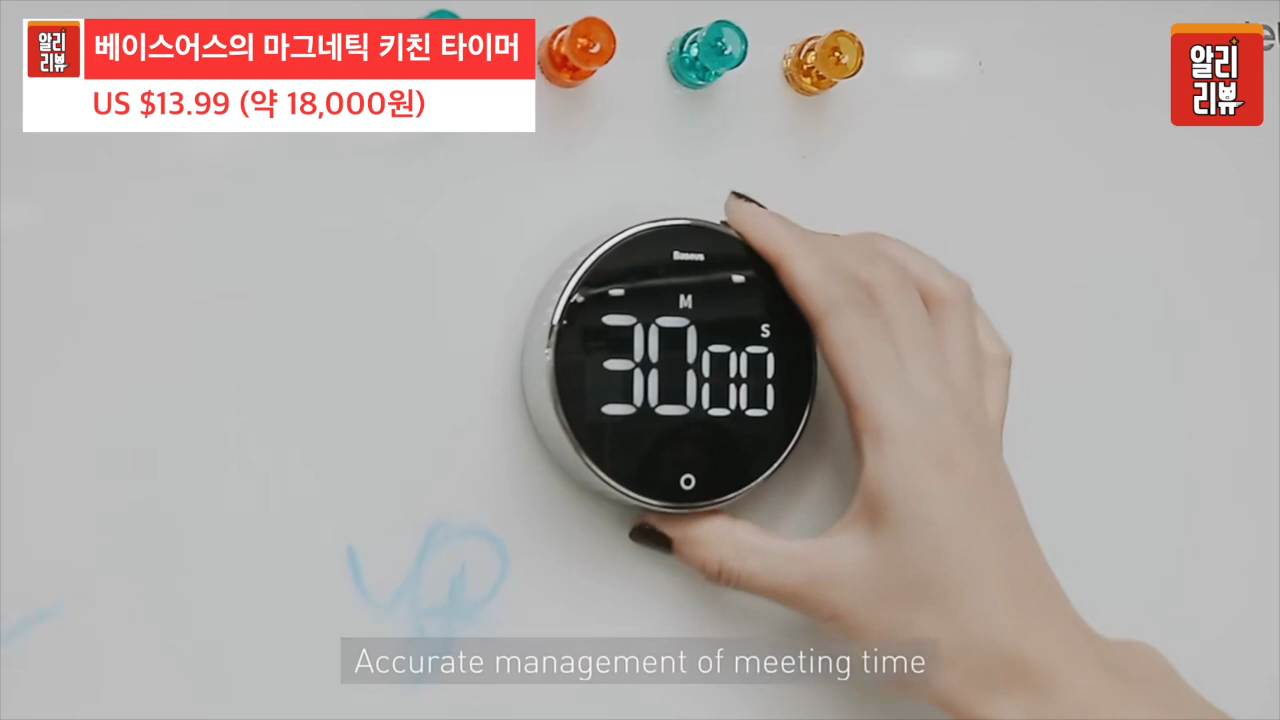 알리
리뷰
베이스어스의 마그네틱 키친 타이머
US $13.99 (약 18,000원)
알리
리뷰
Baseus
M
S
3000
Accurate management of meeting time